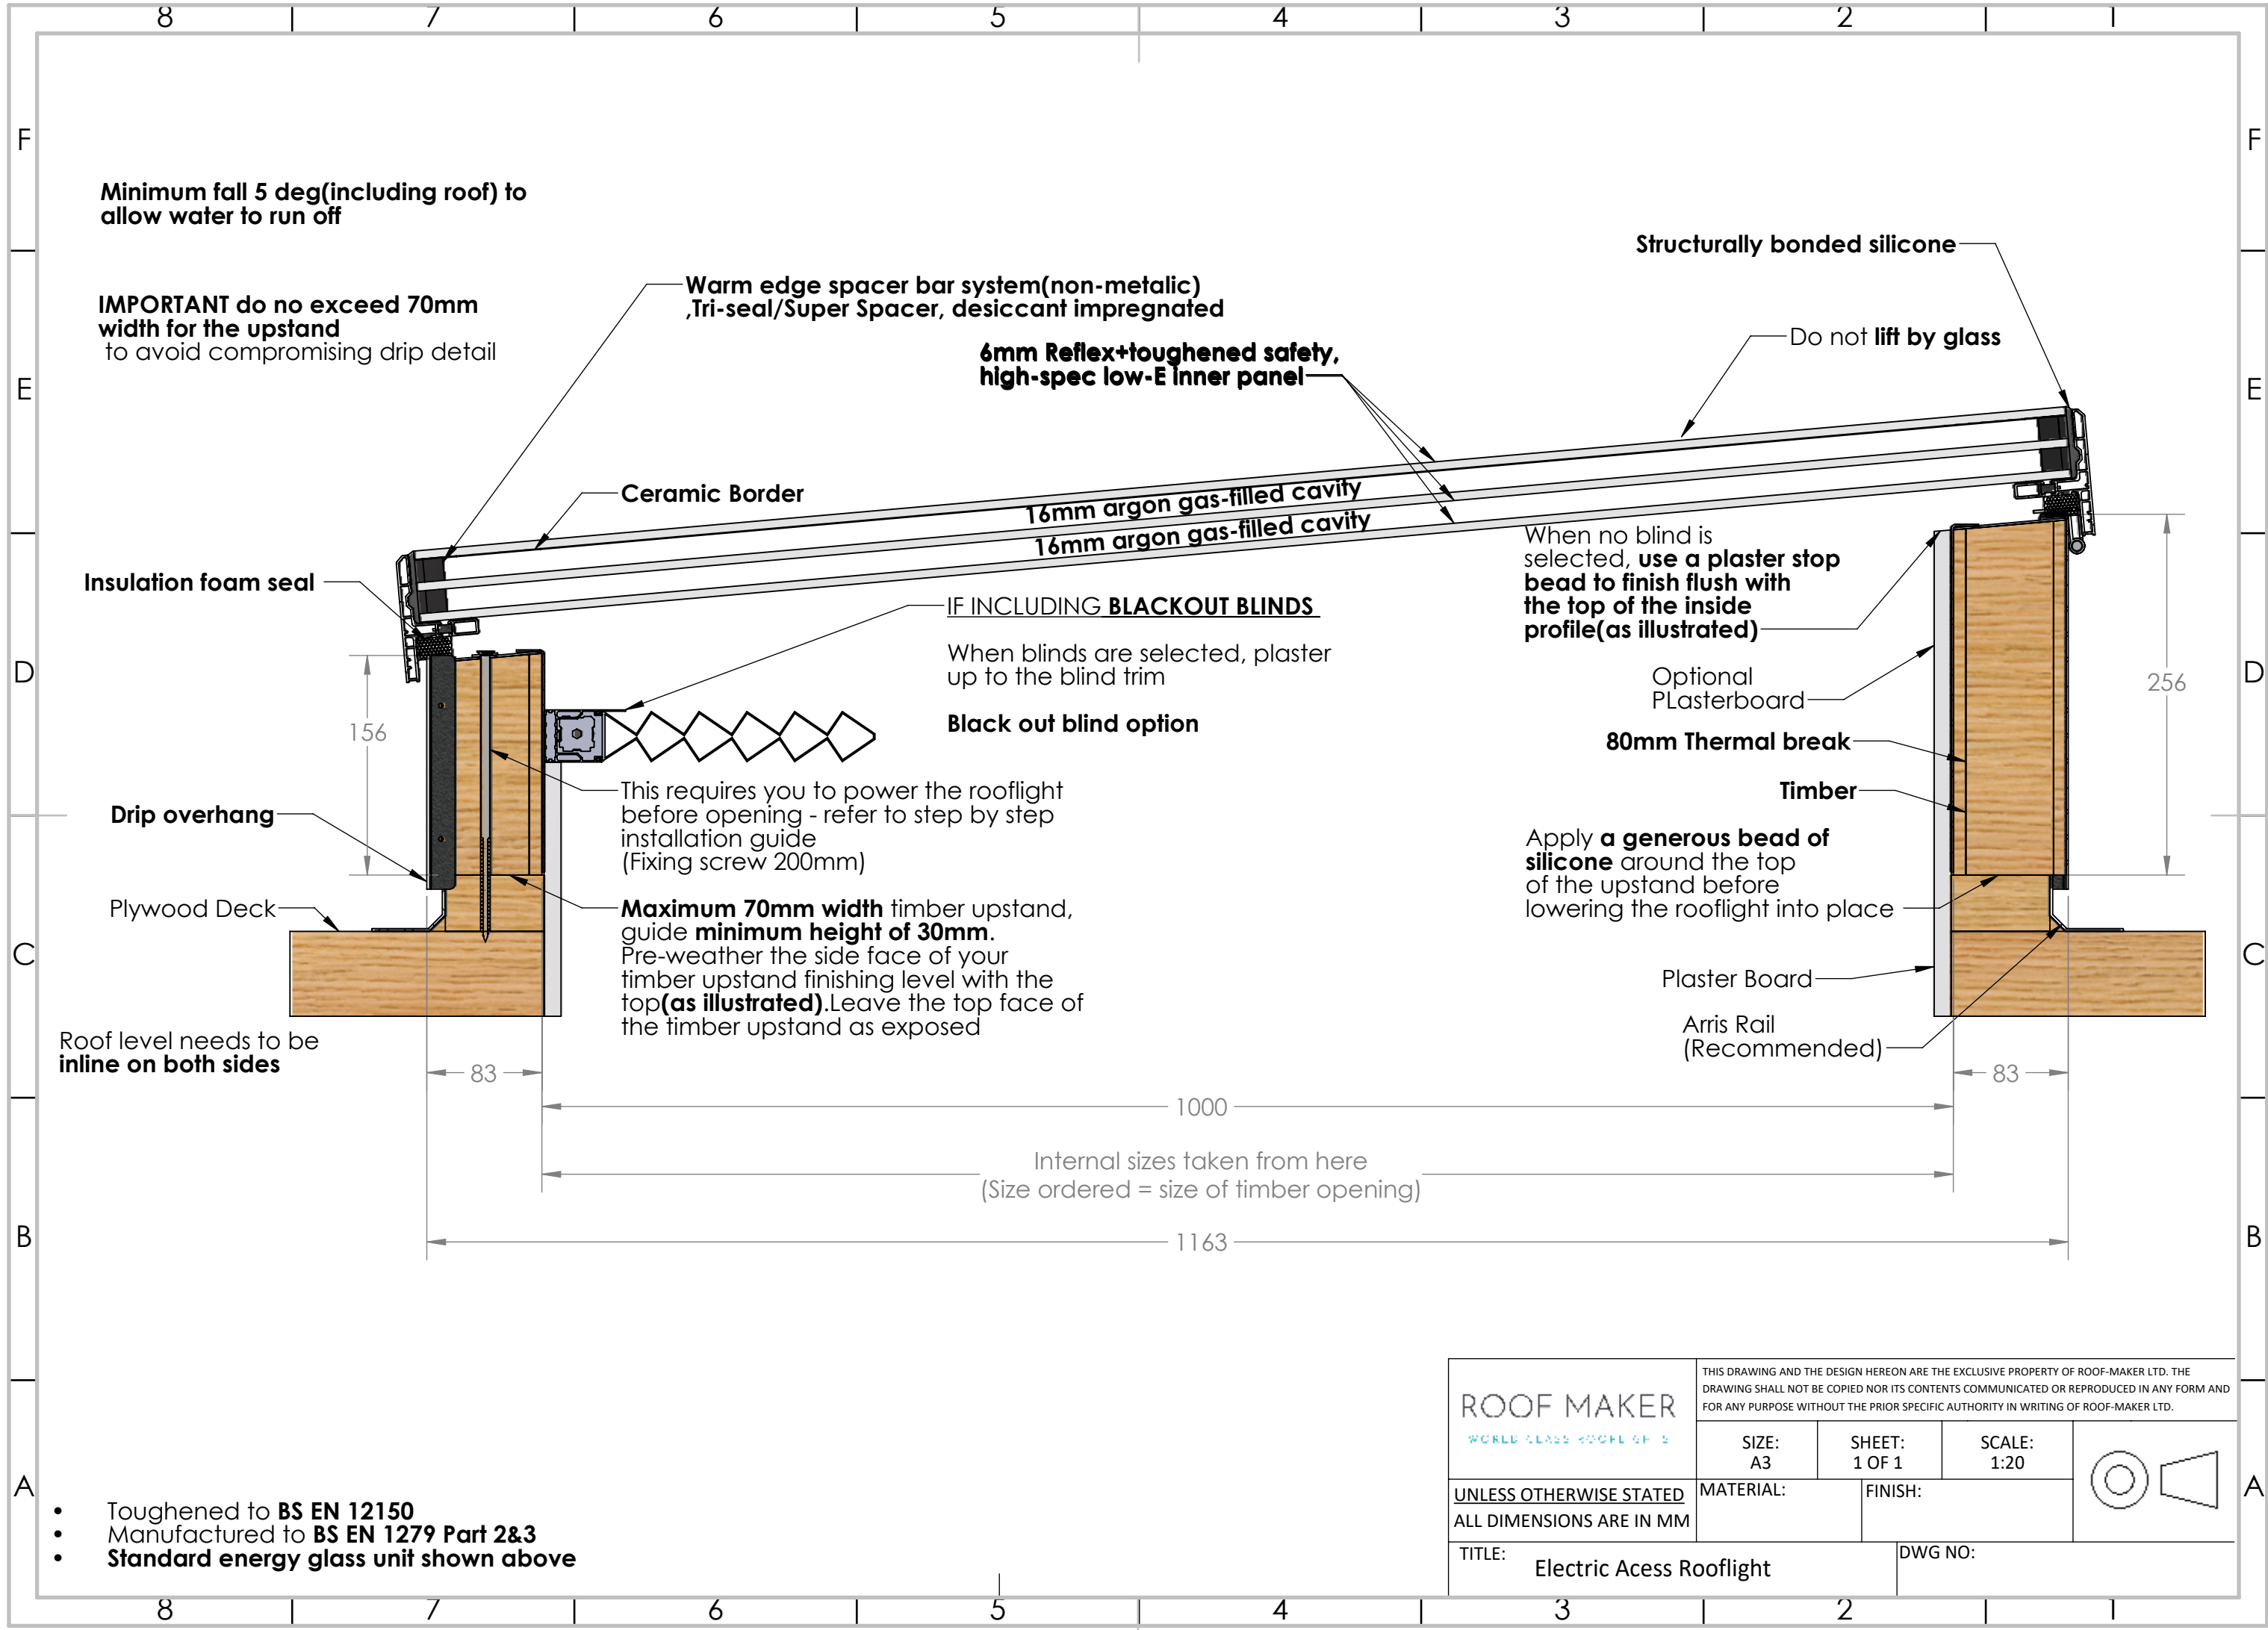 8 7 6 5 4 3 2 1
F
F
E
E
D
D
C
C
B
B
A
A
Minimum fall 5 deg(including roof) to
allow water to run off
IMPORTANT do no exceed 70mm
width for the upstand
to avoid compromising drip detail
Warm edge spacer bar system(non-metalic)
,Tri-seal/Super Spacer, desiccant impregnated
6mm Reflex+toughened safety,
high-spec low-E inner panel
Structurally bonded silicone
Do not lift by glass
Ceramic Border
16mm argon gas-filled cavity
16mm argon gas-filled cavity
Insulation foam seal
IF INCLUDING BLACKOUT BLINDS
When blinds are selected, plaster
up to the blind trim
Black out blind option
When no blind is
selected, use a plaster stop
bead to finish flush with
the top of the inside
profile(as illustrated)
Optional
PLasterboard
80mm Thermal break
Timber
156
256
Drip overhang
Plywood Deck
This requires you to power the rooflight
before opening - refer to step by step
installation guide
(Fixing screw 200mm)
Maximum 70mm width timber upstand,
guide minimum height of 30mm.
Pre-weather the side face of your
timber upstand finishing level with the
top(as illustrated).Leave the top face of
the timber upstand as exposed
Apply a generous bead of
silicone around the top
of the upstand before
lowering the rooflight into place
Plaster Board
Arris Rail
(Recommended)
Roof level needs to be
inline on both sides
83
83
1000
Internal sizes taken from here
(Size ordered = size of timber opening)
1163
• Toughened to BS EN 12150
• Manufactured to BS EN 1279 Part 2&3
• Standard energy glass unit shown above
ROOF MAKER
WORLD CLASS ROOFLIGHTS
THIS DRAWING AND THE DESIGN HEREON ARE THE EXCLUSIVE PROPERTY OF ROOF-MAKER LTD. THE
DRAWING SHALL NOT BE COPIED NOR ITS CONTENTS COMMUNICATED OR REPRODUCED IN ANY FORM AND
FOR ANY PURPOSE WITHOUT THE PRIOR SPECIFIC AUTHORITY IN WRITING OF ROOF-MAKER LTD.
SIZE:
A3
SHEET:
1 OF 1
SCALE:
1:20
UNLESS OTHERWISE STATED
ALL DIMENSIONS ARE IN MM
MATERIAL:
FINISH:
TITLE:
Electric Acess Rooflight
DWG NO:
8 7 6 5 4 3 2 1